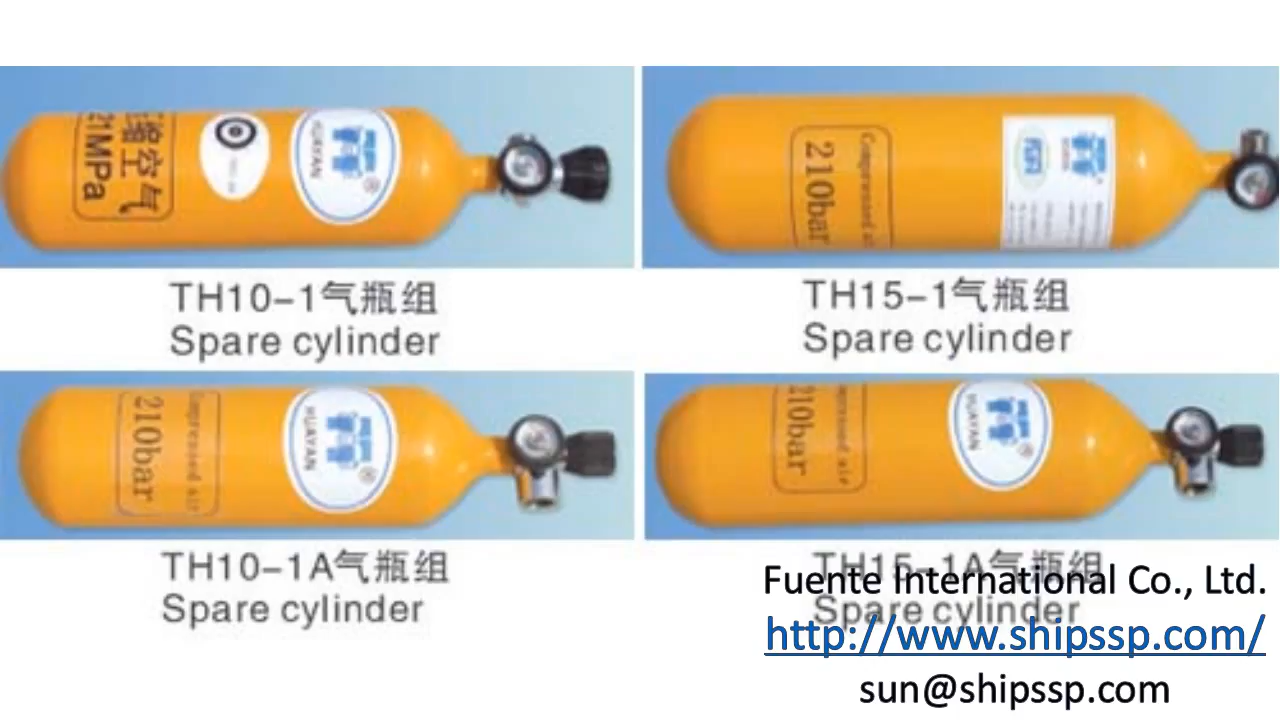 缩空气
21MPa
HUAYAN
®
Compressed air
210bar
TH10-1气瓶组
Spare cylinder
TH15-1气瓶组
Spare cylinder
210bar
Compressed air
HUAYAN
®
210bar
Compressed air
HUAYAN
®
TH10-1A气瓶组
Spare cylinder
TH15-1A气瓶组
Spare cylinder
Fuente International Co., Ltd.
http://www.shipssp.com/
sun@shipssp.com